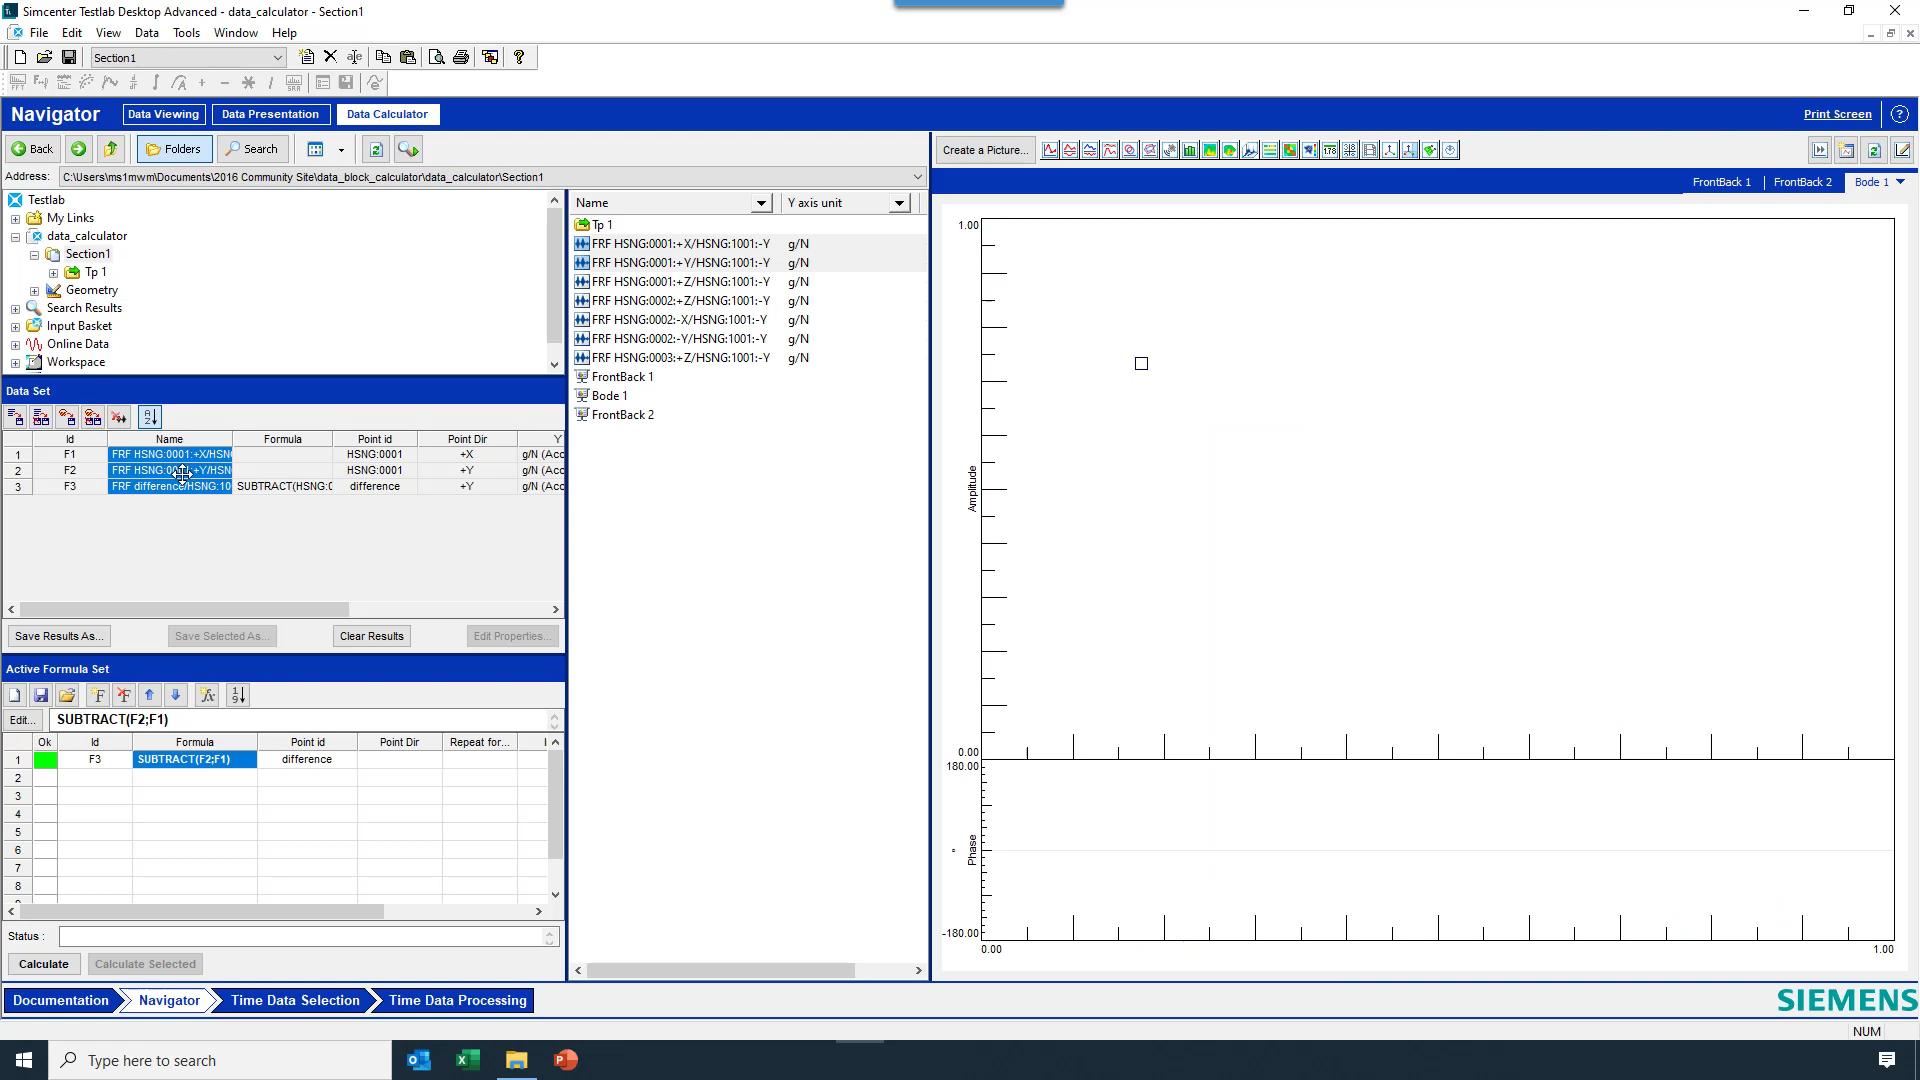 Simcenter Testlab Desktop Advanced - data_calculator - Section1
File Edit View Data Tools Window Help
Section1
Navigator Data Viewing Data Presentation Data Calculator Print Screen
Back Folders Search Create a Picture...
Address: C:\Users\ms1mwm\Documents\2016 Community Site\data_block_calculator\data_calculator\Section1
FrontBack 1 FrontBack 2 Bode 1
Testlab
My Links
data_calculator
Section1
Tp 1
Geometry
Search Results
Input Basket
Online Data
Workspace
Name Y axis unit
Tp 1
FRF HSNG:0001:+X/HSNG:1001:-Y g/N
FRF HSNG:0001:+Y/HSNG:1001:-Y g/N
FRF HSNG:0001:+Z/HSNG:1001:-Y g/N
FRF HSNG:0002:+Z/HSNG:1001:-Y g/N
FRF HSNG:0002:-X/HSNG:1001:-Y g/N
FRF HSNG:0002:-Y/HSNG:1001:-Y g/N
FRF HSNG:0003:+Z/HSNG:1001:-Y g/N
FrontBack 1
Bode 1
FrontBack 2
Data Set
Id Name Formula Point id Point Dir Y
1 F1 FRF HSNG:0001:+X/HSN HSNG:0001 +X g/N (Acc
2 F2 HSNG:0001 +Y g/N (Acc
3 F3 FRF difference/HSNG:10 SUBTRACT(HSNG:0 difference +Y g/N (Acc
Save Results As... Save Selected As... Clear Results Edit Properties...
Active Formula Set
Edit... SUBTRACT(F2;F1)
Ok Id Formula Point id Point Dir Repeat for... I
1 F3 SUBTRACT(F2;F1) difference
2
3
4
5
6
7
8
Status :
Calculate Calculate Selected
1.00
Amplitude
0.00
180.00
°
Phase
-180.00
0.00 1.00
Documentation Navigator Time Data Selection Time Data Processing
SIEMENS
NUM
Type here to search